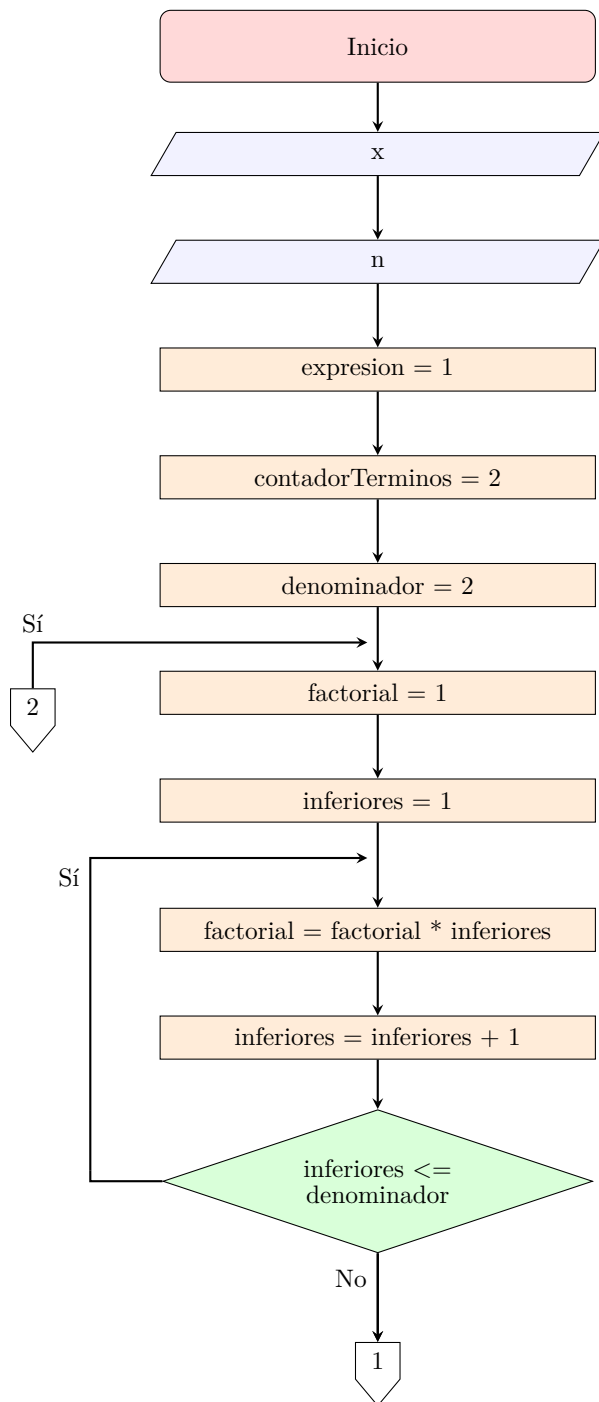 Inicio
x
n
expresion = 1
contadorTerminos = 2
denominador = 2
Sí
2
factorial = 1
inferiores = 1
Sí
factorial = factorial * inferiores
inferiores = inferiores + 1
inferiores <=
denominador
No
1